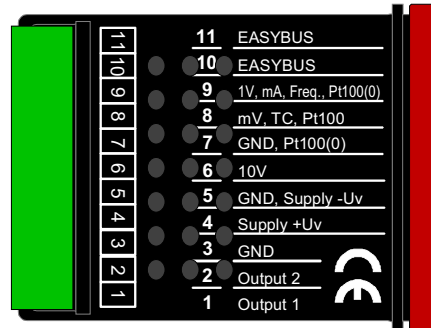 11 11 EASYBUS
10 10 EASYBUS
9 9 1V, mA, Freq., Pt100(0)
8 8 mV, TC, Pt100
7 7 GND, Pt100(0)
6 6 10V
5 5 GND, Supply -Uv
4 4 Supply +Uv
3 3 GND
2 2 Output 2
1 1 Output 1
CE